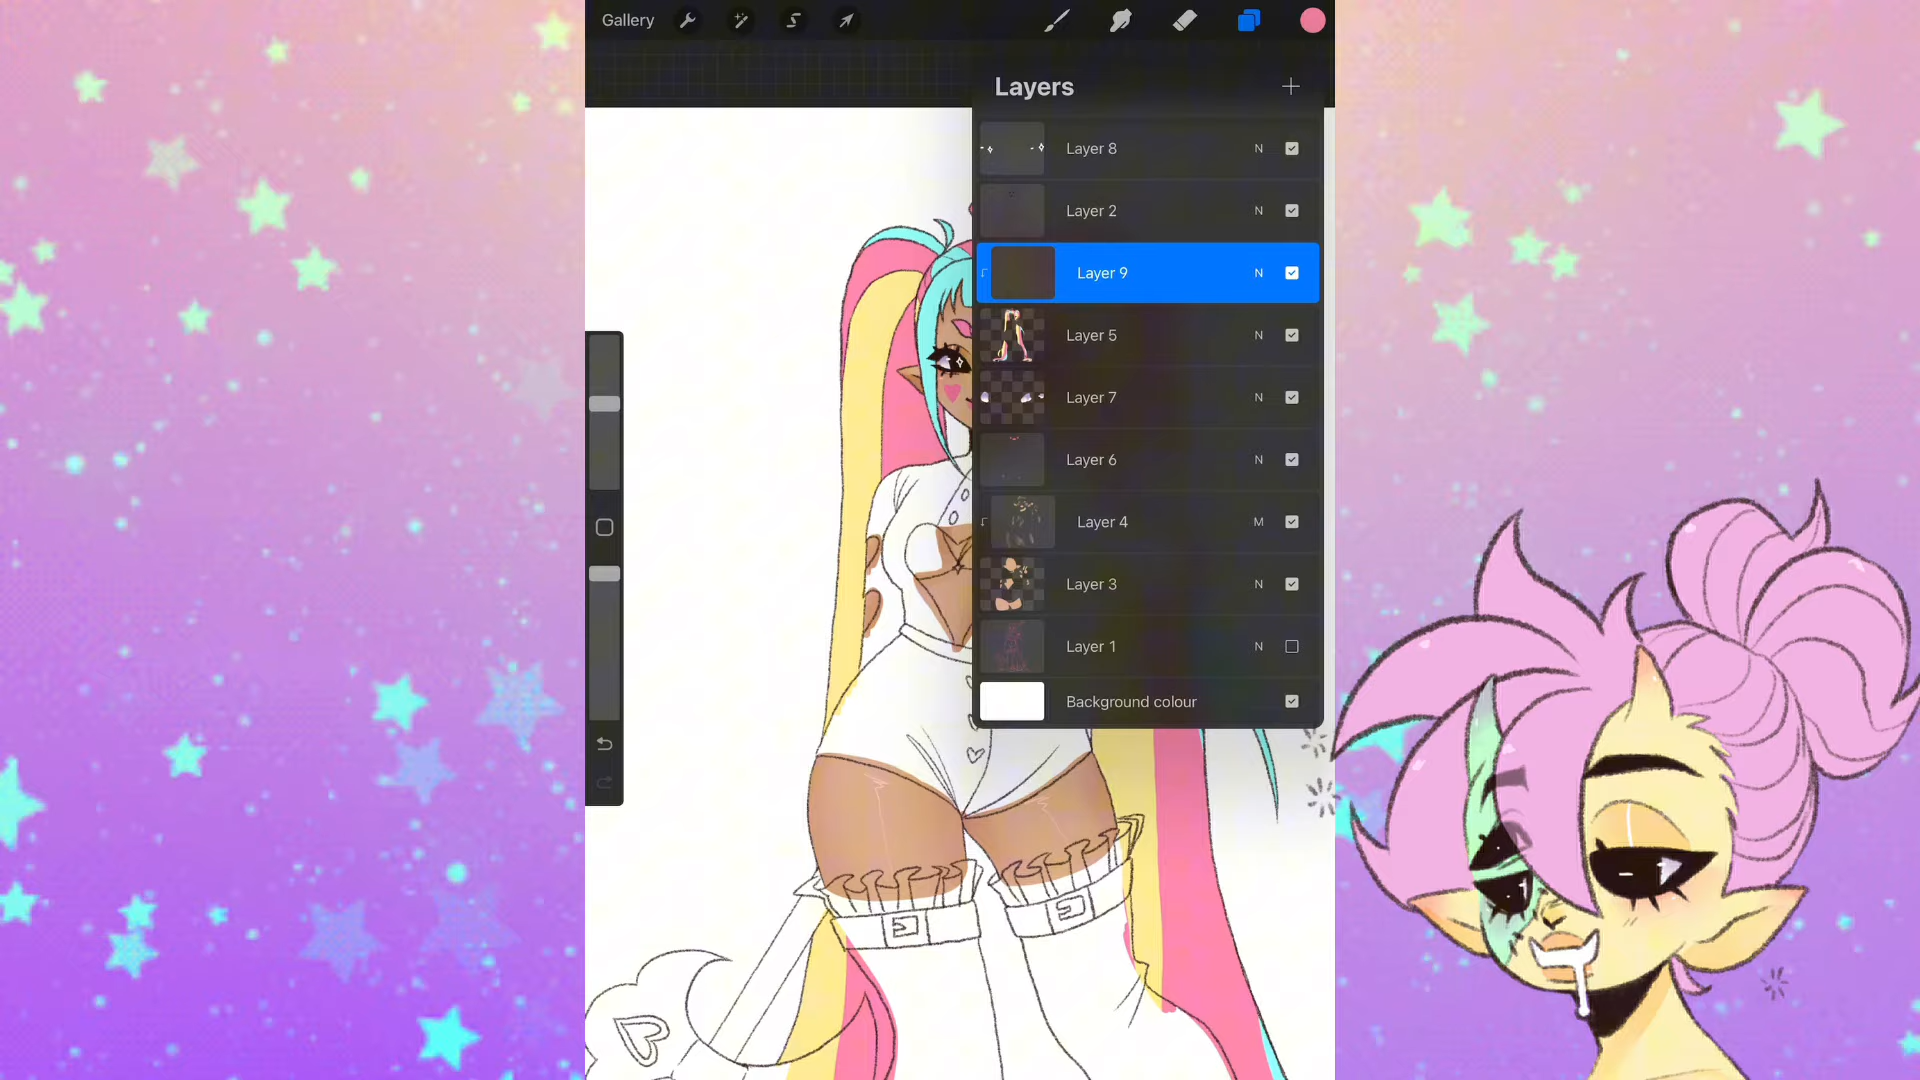 Gallery
Layers
Layer 8 N
Layer 2 N
Layer 9 N
Layer 5 N
Layer 7 N
Layer 6 N
Layer 4 M
Layer 3 N
Layer 1 N
Background colour